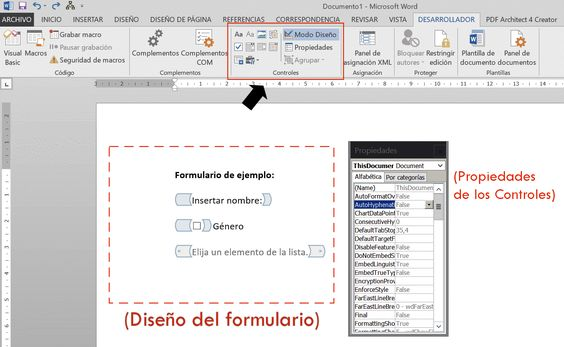 Documento1 - Microsoft Word
ARCHIVO INICIO INSERTAR DISEÑO DISEÑO DE PÁGINA REFERENCIAS CORRESPONDENCIA REVISAR VISTA DESARROLLADOR PDF Architect 4 Creator
Visual Basic
Macros
Grabar macro
Pausar grabación
Seguridad de macros
Código
Complementos
Complementos COM
Complementos
Aa Aa
Modo Diseño
Propiedades
Agrupar
Controles
Panel de asignación XML
Asignación
Bloquear autores
Restringir edición
Proteger
Plantilla de documento
Panel de documentos
Plantillas
Formulario de ejemplo:
Insertar nombre:
Género
Elija un elemento de la lista.
(Diseño del formulario)
Propiedades
ThisDocumer Document
Alfabética Por categorías
(Name) ThisDocumen
AutoFormatOv False
AutoHyphenat False
ChartDataPoint True
ConsecutiveHy 0
DefaultTabStop 35,4
DefaultTargetF
DisableFeature False
DoNotEmbedS True
EmbedLinguist True
EmbedTrueTyp False
EncryptionProv
EnforceStyle False
FarEastLineBre
FarEastLineBre 0 - wdFarEast
Final False
FormattingSho True
(Propiedades
de los Controles)